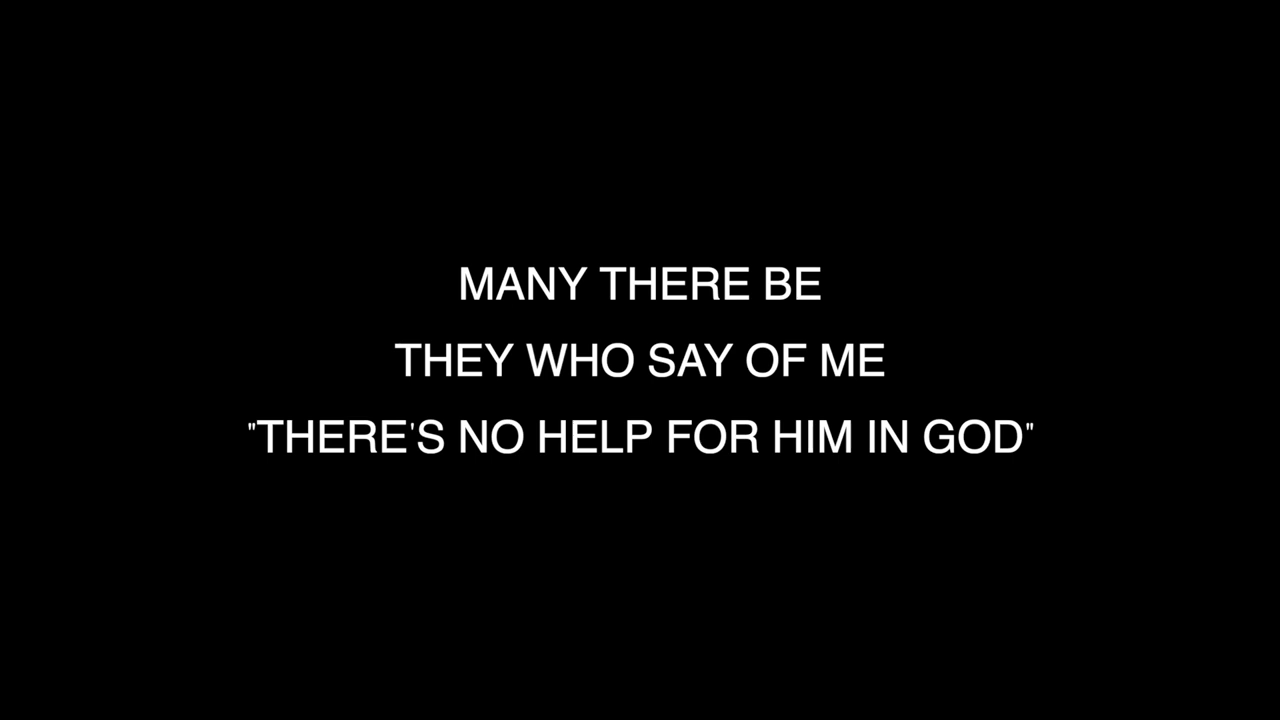 MANY THERE BE
THEY WHO SAY OF ME
"THERE'S NO HELP FOR HIM IN GOD"